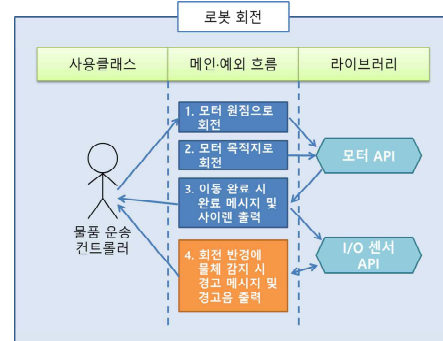 로봇 회전
사용클래스
메인·예외 흐름
라이브러리
1. 모터 원점으로
회전
2. 모터 목적지로
회전
모터 API
3. 이동 완료 시
완료 메시지 및
사이렌 출력
물품 운송
컨트롤러
4. 회전 반경에
물체 감지 시
경고 메시지 및
경고음 출력
I/O 센서
API